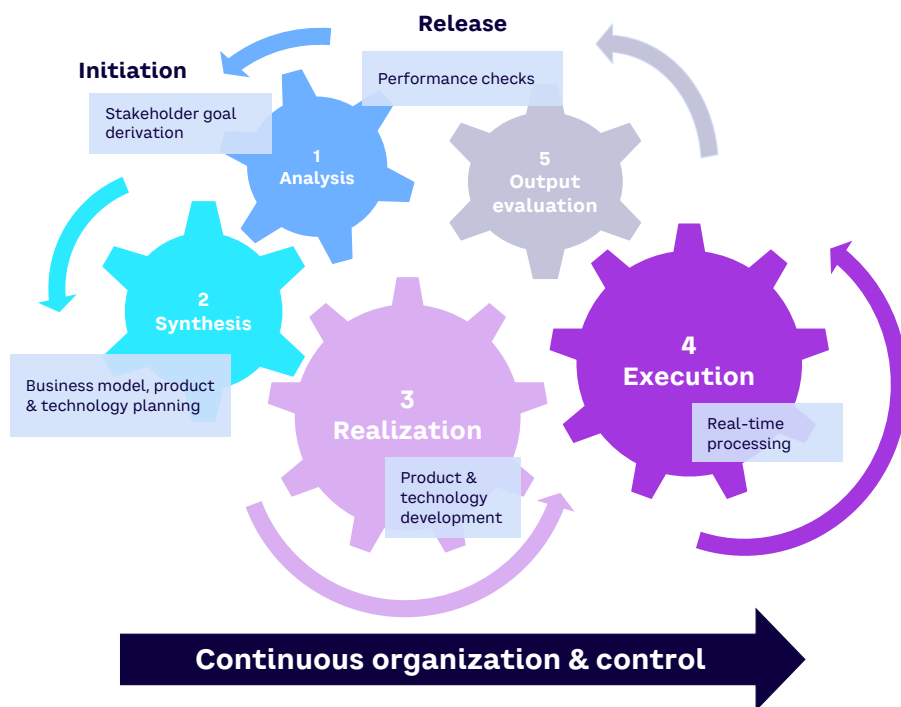 Release
Initiation
Performance checks
Stakeholder goal
derivation
1
Analysis
5
Output
evaluation
2
Synthesis
Business model, product
& technology planning
3
Realization
Product &
technology
development
4
Execution
Real-time
processing
Continuous organization & control